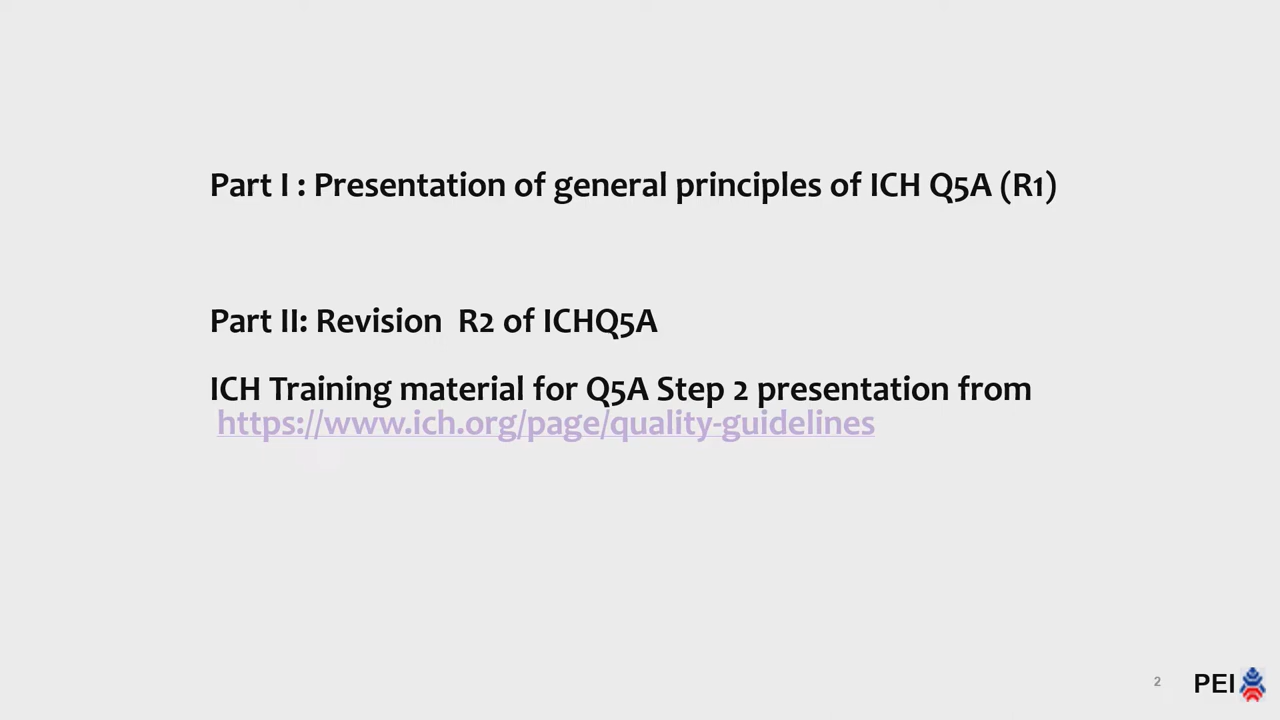 Part I : Presentation of general principles of ICH Q5A (R1)
Part II: Revision  R2 of ICHQ5A
ICH Training material for Q5A Step 2 presentation from
https://www.ich.org/page/quality-guidelines
2
PEI